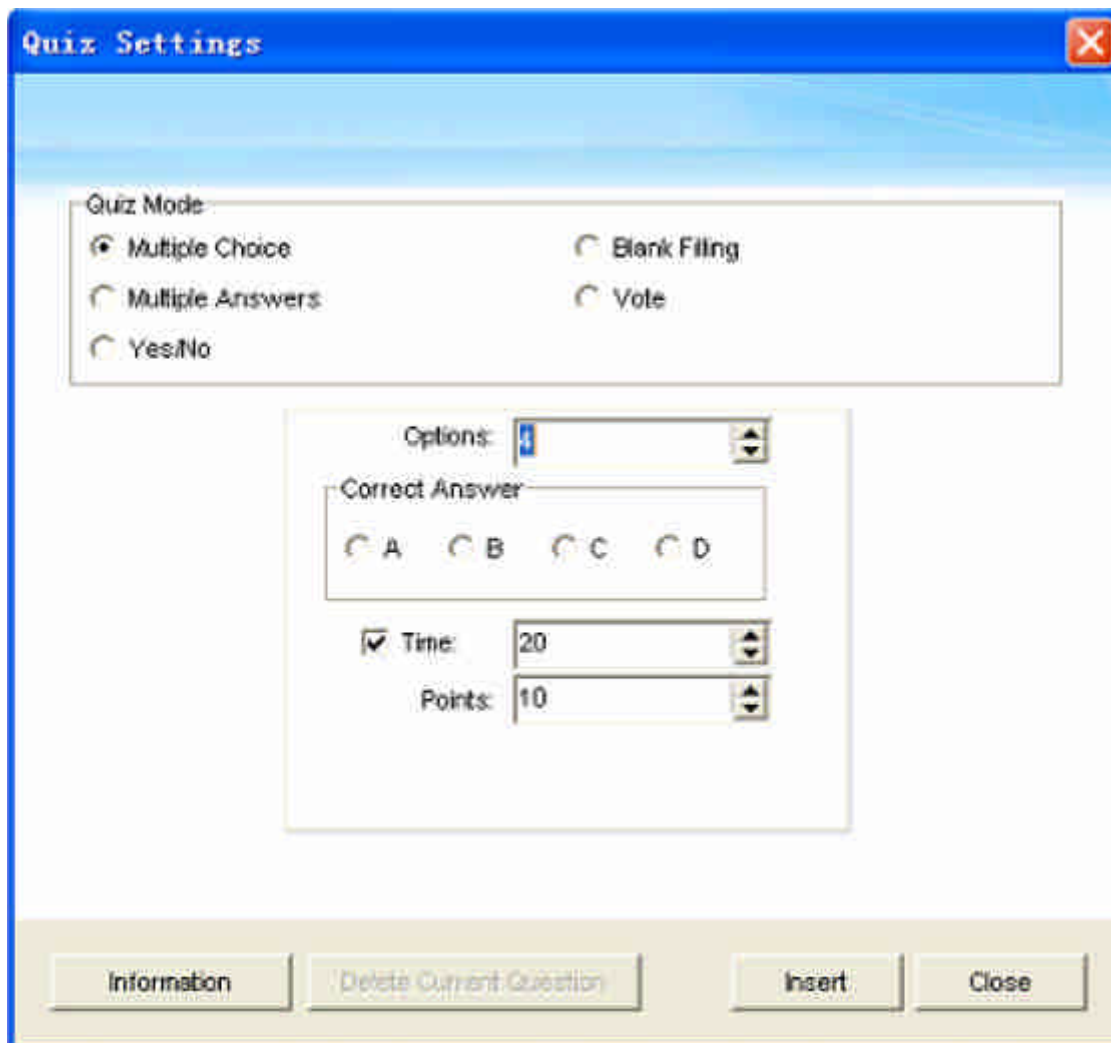 Quiz Settings
Quiz Mode
Multiple Choice
Blank Filling
Multiple Answers
Vote
Yes/No
Options: 4
Correct Answer
A B C D
Time: 20
Points: 10
Information Delete Current Question Insert Close